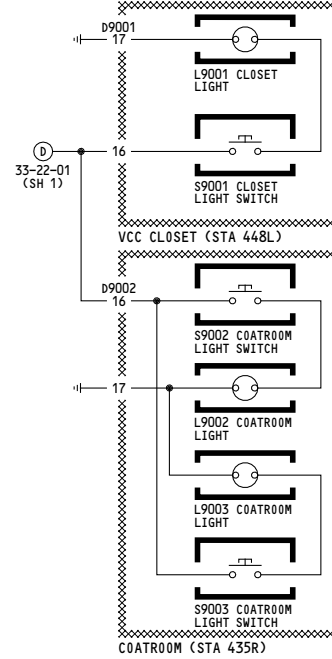 D9001
17
L9001 CLOSET
LIGHT
D
16
33-22-01
(SH 1)
S9001 CLOSET
LIGHT SWITCH
VCC CLOSET (STA 448L)
D9002
16
S9002 COATROOM
LIGHT SWITCH
17
L9002 COATROOM
LIGHT
L9003 COATROOM
LIGHT
S9003 COATROOM
LIGHT SWITCH
COATROOM (STA 435R)